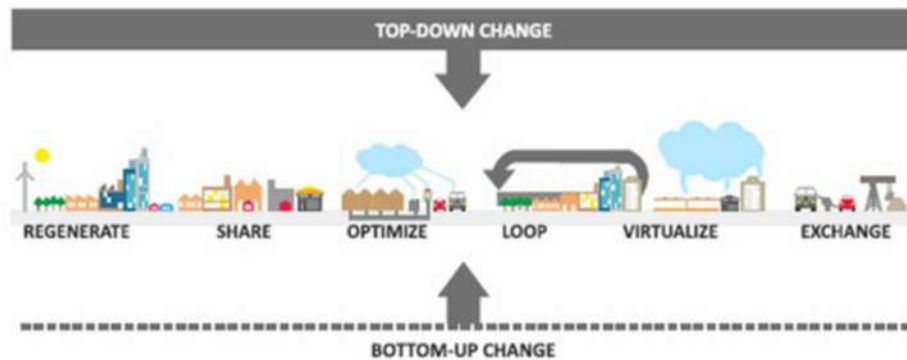 TOP-DOWN CHANGE
REGENERATE SHARE OPTIMIZE LOOP VIRTUALIZE EXCHANGE
BOTTOM-UP CHANGE